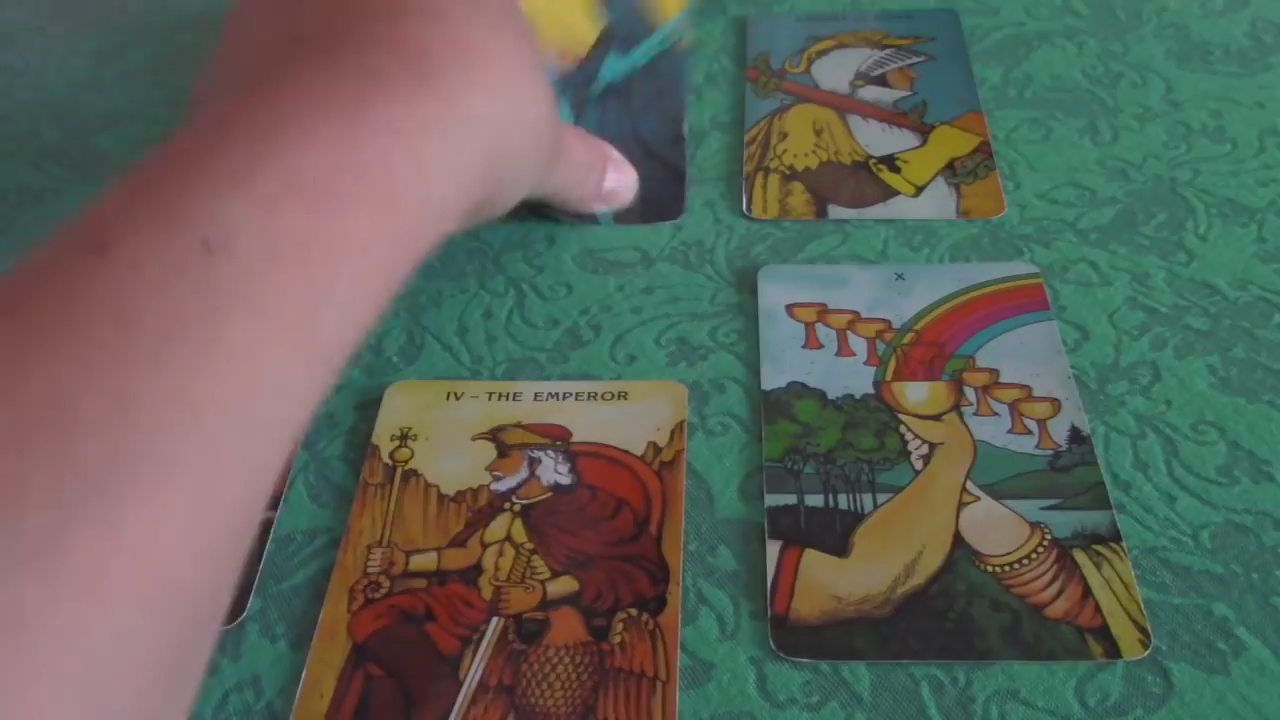 X
IV – THE EMPEROR